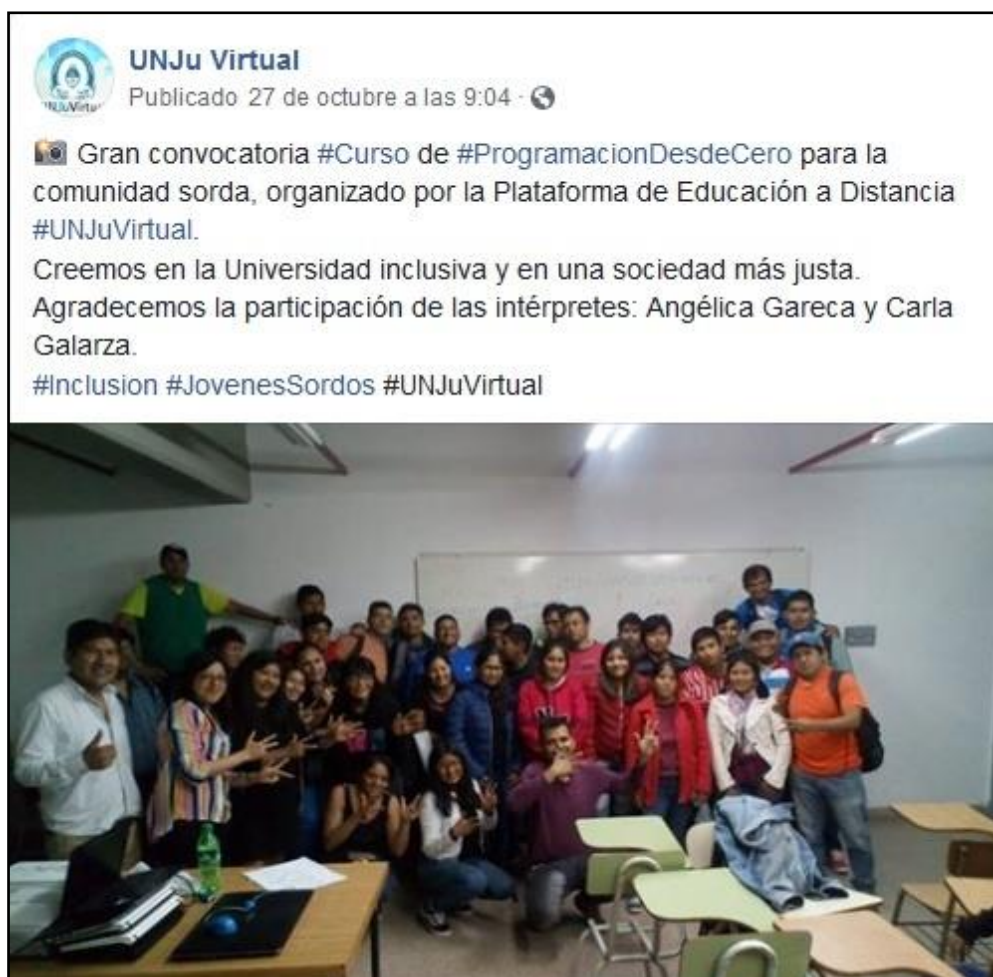 UNJu Virtual
Publicado 27 de octubre a las 9:04 ·
Gran convocatoria #Curso de #ProgramacionDesdeCero para la
comunidad sorda, organizado por la Plataforma de Educación a Distancia
#UNJuVirtual.
Creemos en la Universidad inclusiva y en una sociedad más justa.
Agradecemos la participación de las intérpretes: Angélica Gareca y Carla
Galarza.
#Inclusion #JovenesSordos #UNJuVirtual